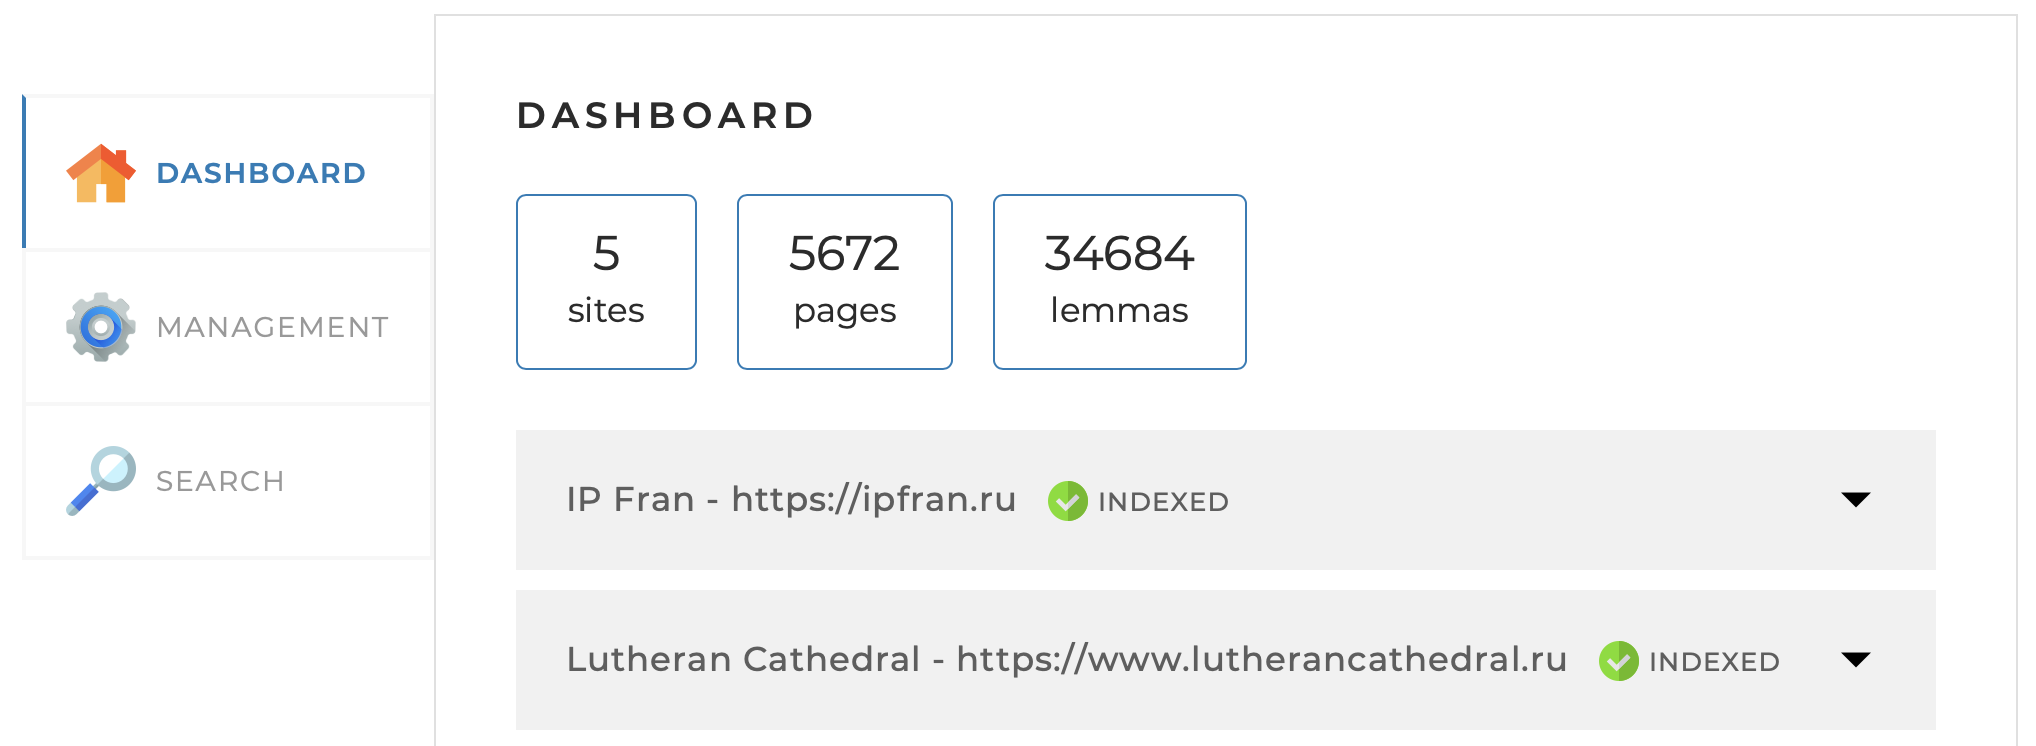 DASHBOARD
MANAGEMENT
SEARCH
DASHBOARD
5
sites
5672
pages
34684
lemmas
IP Fran - https://ipfran.ru INDEXED
Lutheran Cathedral - https://www.lutherancathedral.ru INDEXED